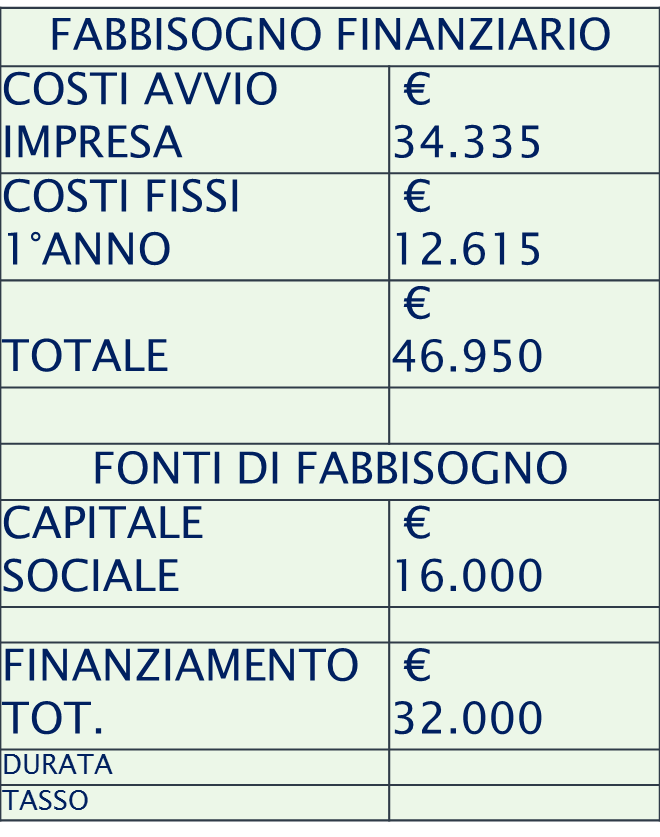 FABBISOGNO FINANZIARIO
COSTI AVVIO €
IMPRESA 34.335
COSTI FISSI €
1°ANNO 12.615
€
TOTALE 46.950
FONTI DI FABBISOGNO
CAPITALE €
SOCIALE 16.000
FINANZIAMENTO €
TOT. 32.000
DURATA
TASSO